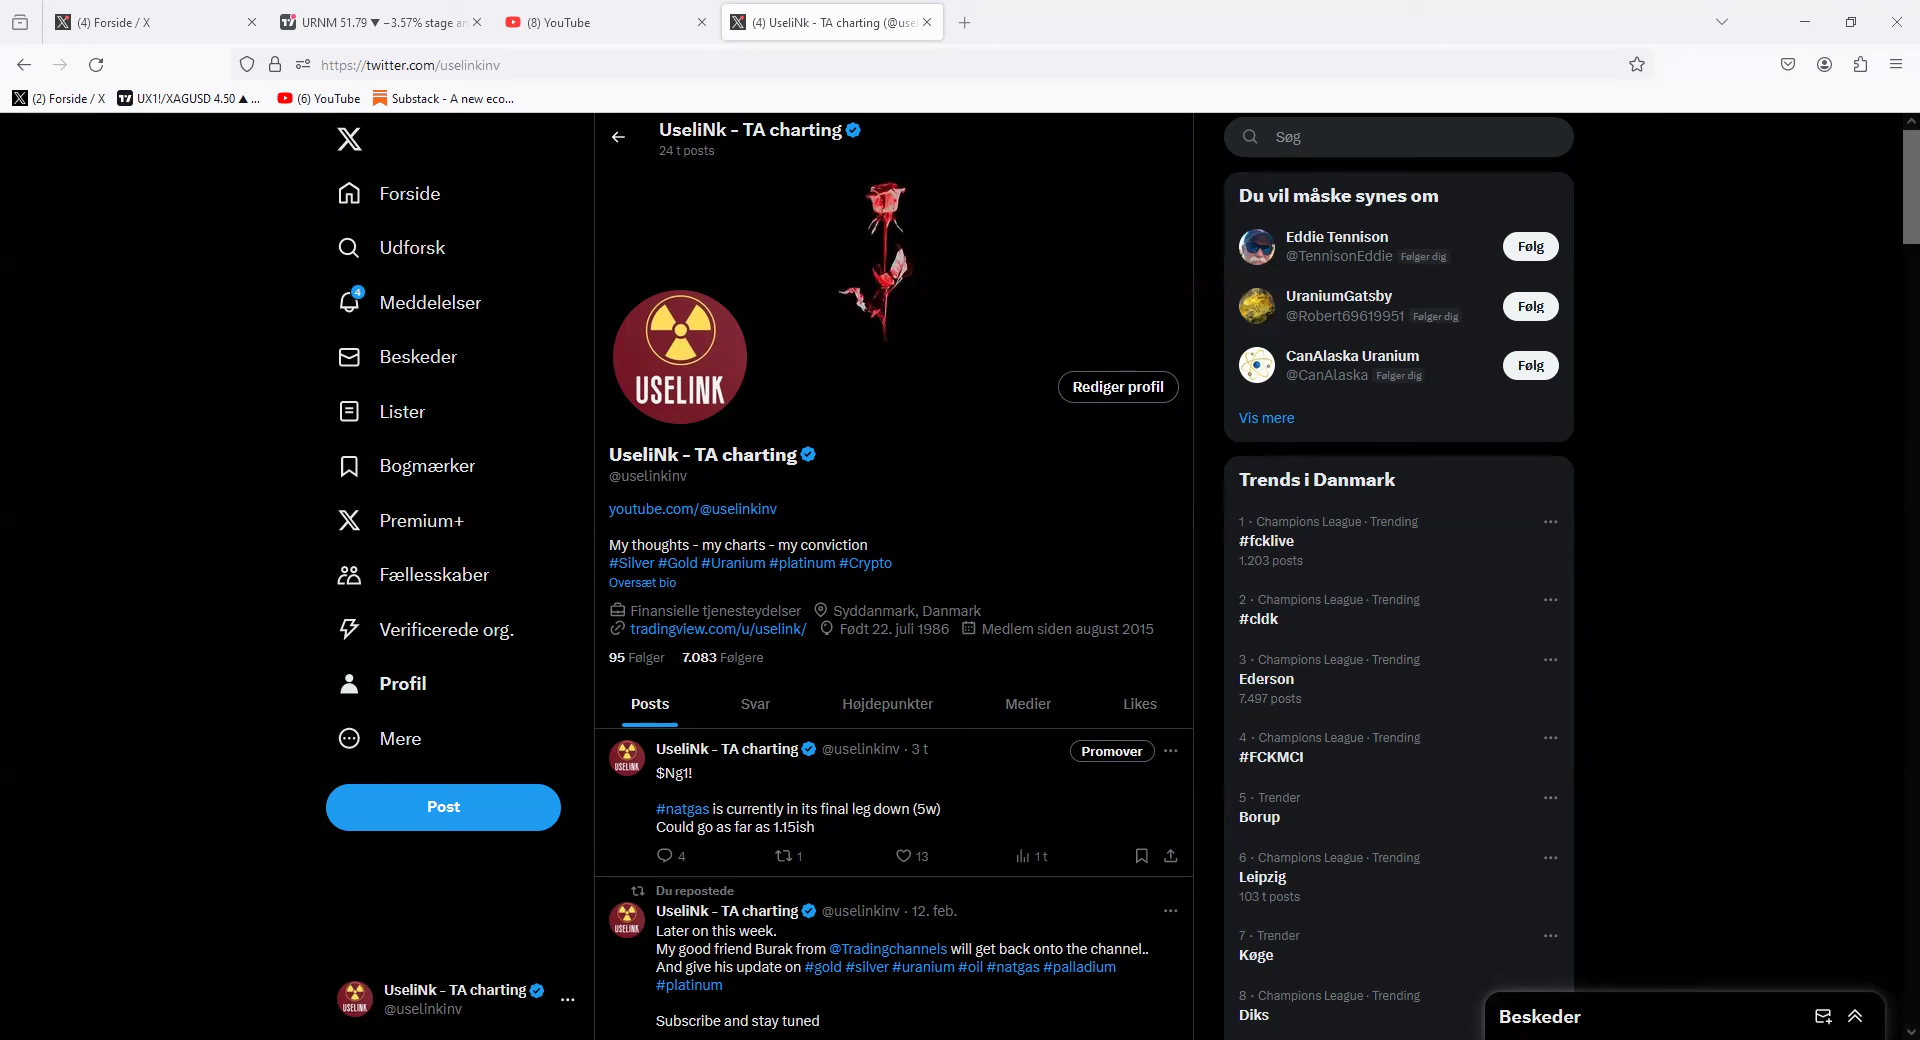 (4) Forside / X
URNM 51.79 ▼ −3.57% stage an
(8) YouTube
(4) UseliNk - TA charting (@use
https://twitter.com/uselinkinv
(2) Forside / X
UX1!/XAGUSD 4.50 ▲ ...
(6) YouTube
Substack - A new eco...
Forside
Udforsk
4
Meddelelser
Beskeder
Lister
Bogmærker
Premium+
Fællesskaber
Verificerede org.
Profil
Mere
Post
UseliNk - TA charting
@uselinkinv
UseliNk - TA charting
24 t posts
USELINK
Rediger profil
UseliNk - TA charting
@uselinkinv
youtube.com/@uselinkinv
My thoughts - my charts - my conviction
#Silver #Gold #Uranium #platinum #Crypto
Oversæt bio
Finansielle tjenesteydelser Syddanmark, Danmark
tradingview.com/u/uselink/ Født 22. juli 1986 Medlem siden august 2015
95 Følger 7.083 Følgere
Posts Svar Højdepunkter Medier Likes
UseliNk - TA charting @uselinkinv · 3 t
Promover
USELINK
$Ng1!
#natgas is currently in its final leg down (5w)
Could go as far as 1.15ish
4 1 13 1 t
Du repostede
UseliNk - TA charting @uselinkinv · 12. feb.
USELINK
Later on this week.
My good friend Burak from @Tradingchannels will get back onto the channel..
And give his update on #gold #silver #uranium #oil #natgas #palladium
#platinum
Subscribe and stay tuned
Søg
Du vil måske synes om
Eddie Tennison
@TennisonEddie Følger dig
Følg
UraniumGatsby
@Robert69619951 Følger dig
Følg
CanAlaska Uranium
@CanAlaska Følger dig
Følg
Vis mere
Trends i Danmark
1 · Champions League · Trending
#fcklive
1.203 posts
2 · Champions League · Trending
#cldk
3 · Champions League · Trending
Ederson
7.497 posts
4 · Champions League · Trending
#FCKMCI
5 · Trender
Borup
6 · Champions League · Trending
Leipzig
103 t posts
7 · Trender
Køge
8 · Champions League · Trending
Diks
Beskeder
USELINK